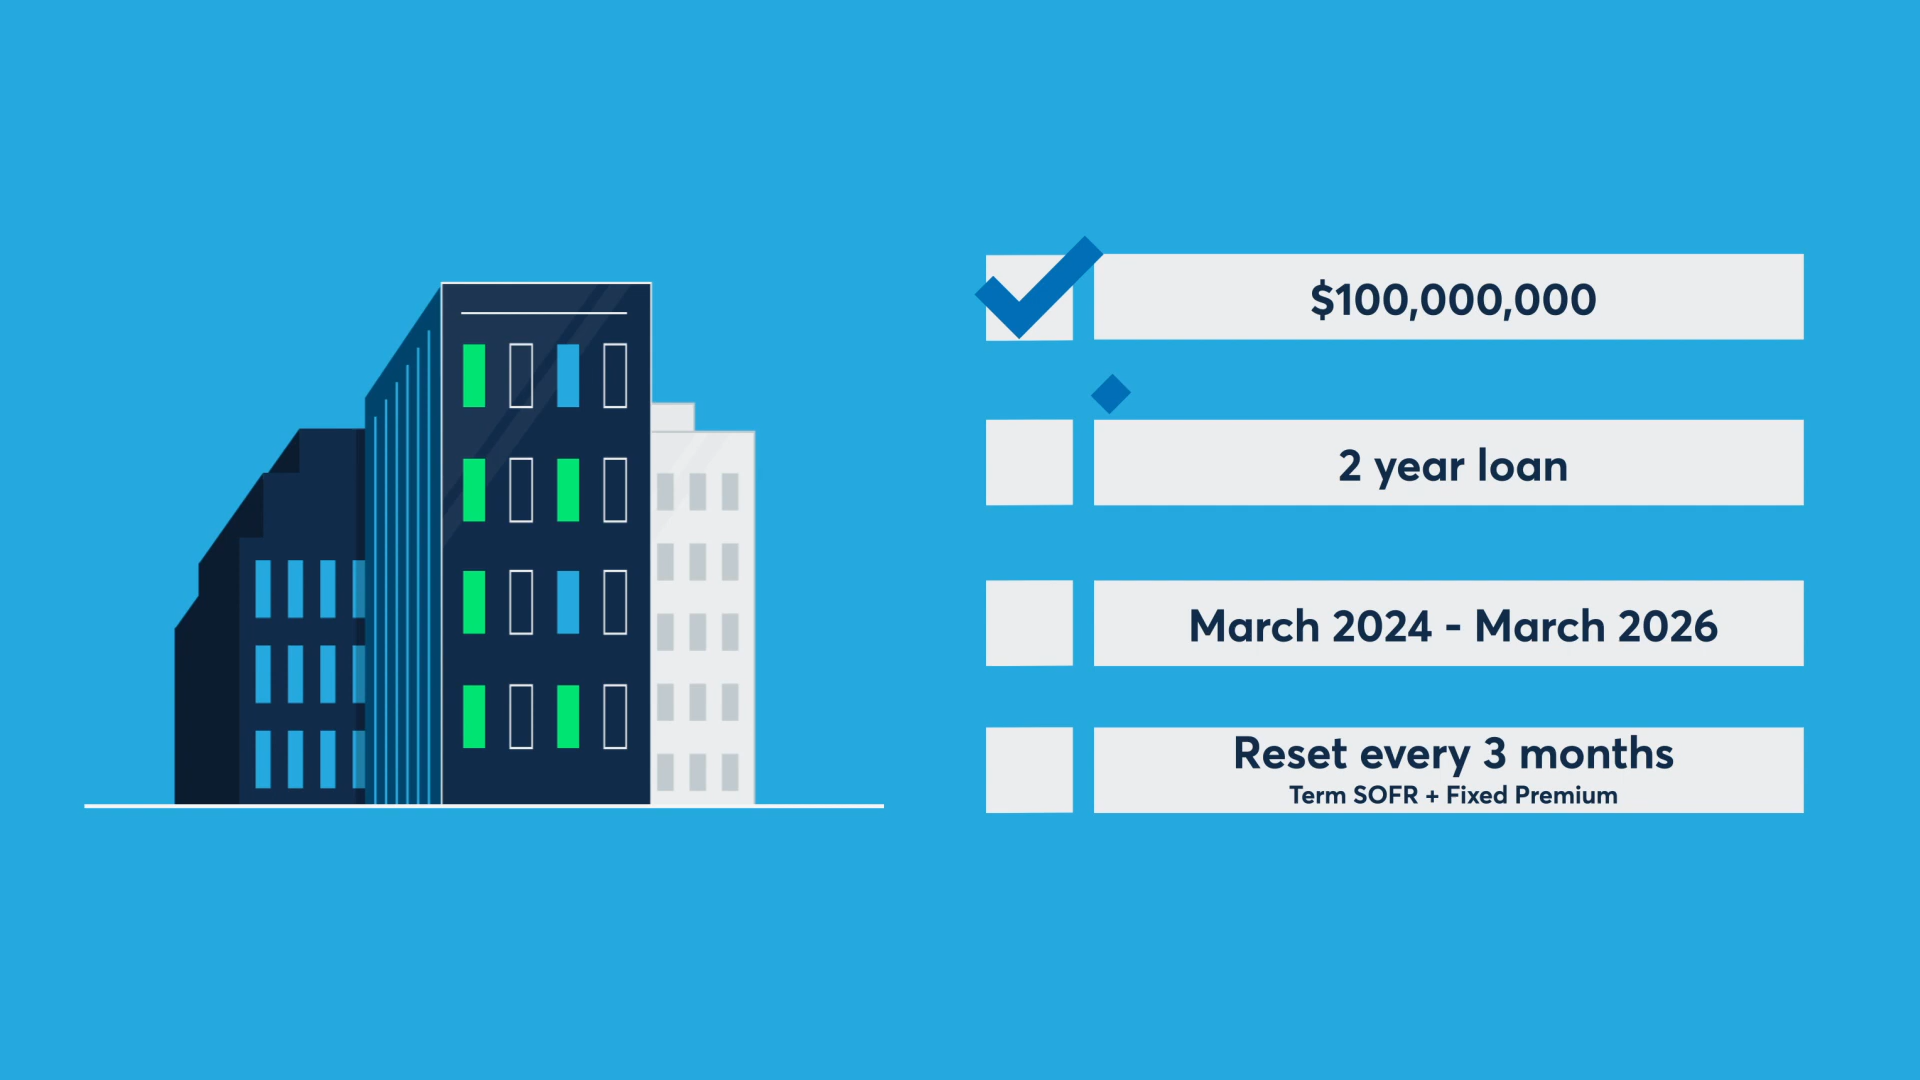 $100,000,000
2 year loan
March 2024 - March 2026
Reset every 3 months
Term SOFR + Fixed Premium